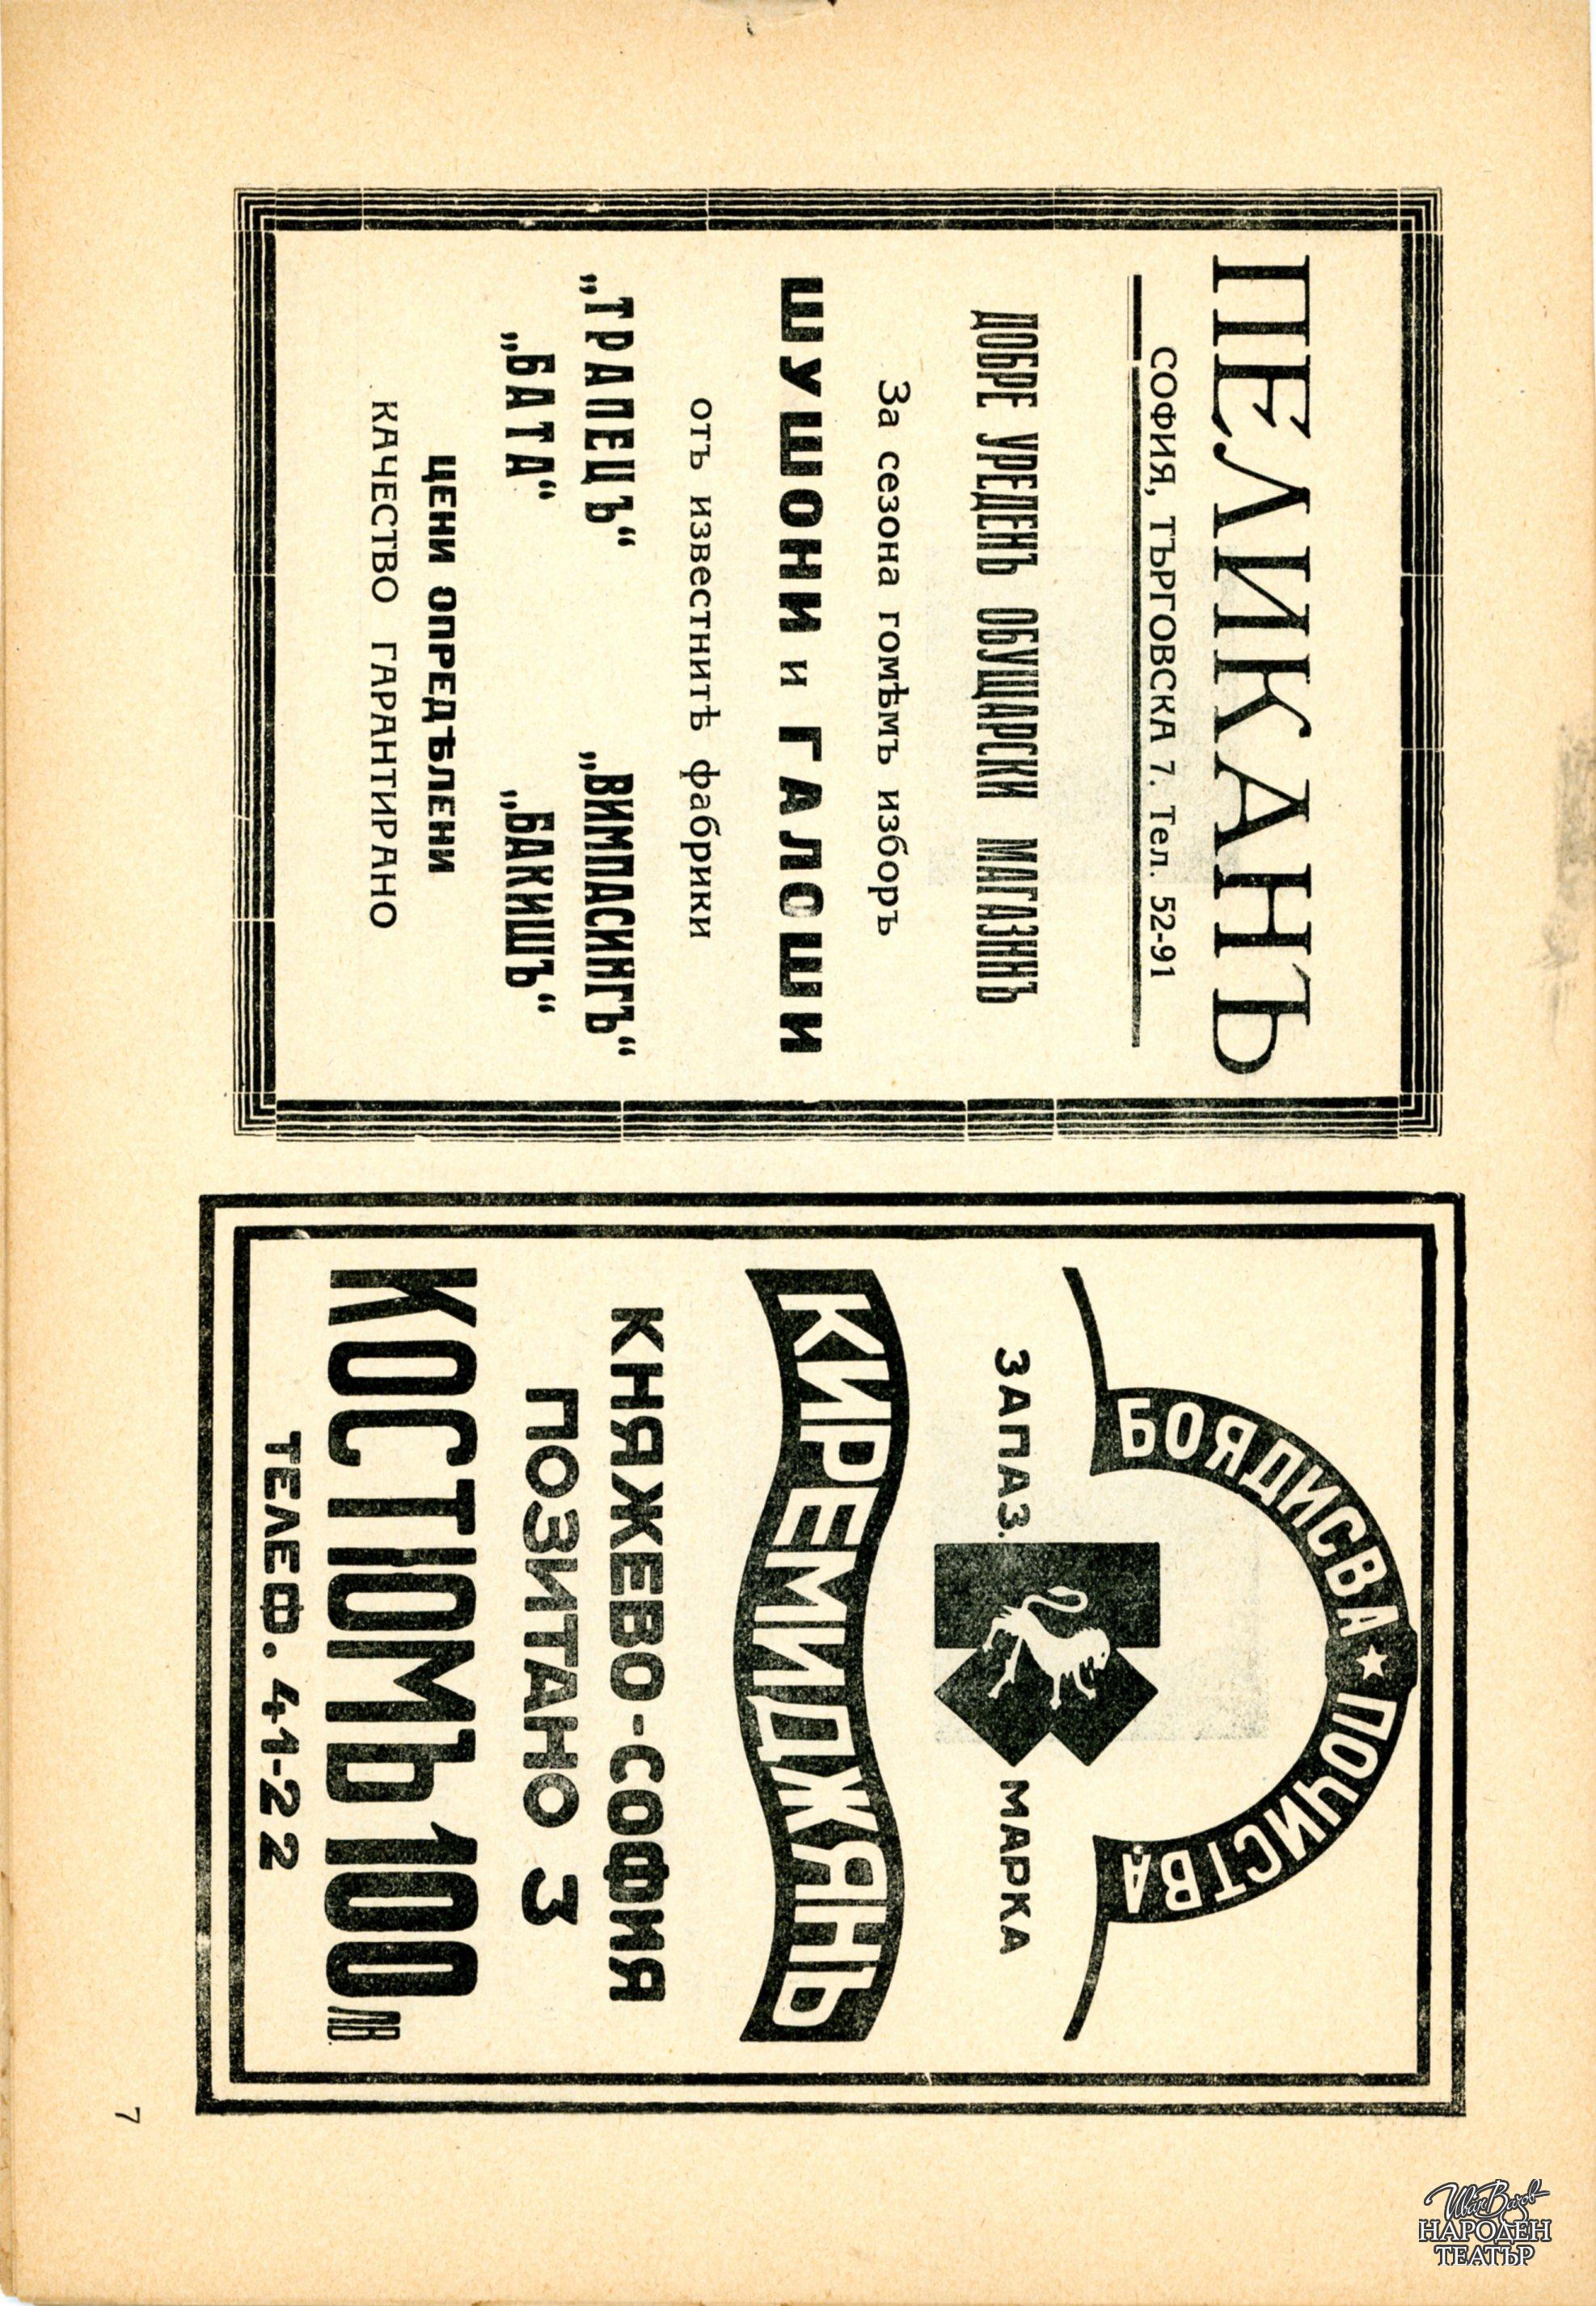 ПЕЛИКАНЪ
СОФИЯ, ТЪРГОВСКА 7. Тел. 52-91
ДОБРЕ УРЕДЕНЪ ОБУЩАРСКИ МАГАЗИНЪ
За сезона голѣмъ изборъ
ШУШОНИ и ГАЛОШИ
отъ известнитѣ фабрики
„ТРАПЕЦЪ“ „ВИМПАСИНГЪ“
„БАТА“ „БАКИШЪ“
ЦЕНИ ОПРЕДѢЛЕНИ
КАЧЕСТВО ГАРАНТИРАНО
БОЯДИСВА ★ ПОЧИСТВА
ЗАПАЗ. МАРКА
КИРЕМИДЖЯНЪ
КНЯЖЕВО-СОФИЯ
ПОЗИТАНО 3
КОСТЮМЪ 100 ЛВ.
ТЕЛЕФ. 41-22
7
Иван Вазов
НАРОДЕН
ТЕАТЪР